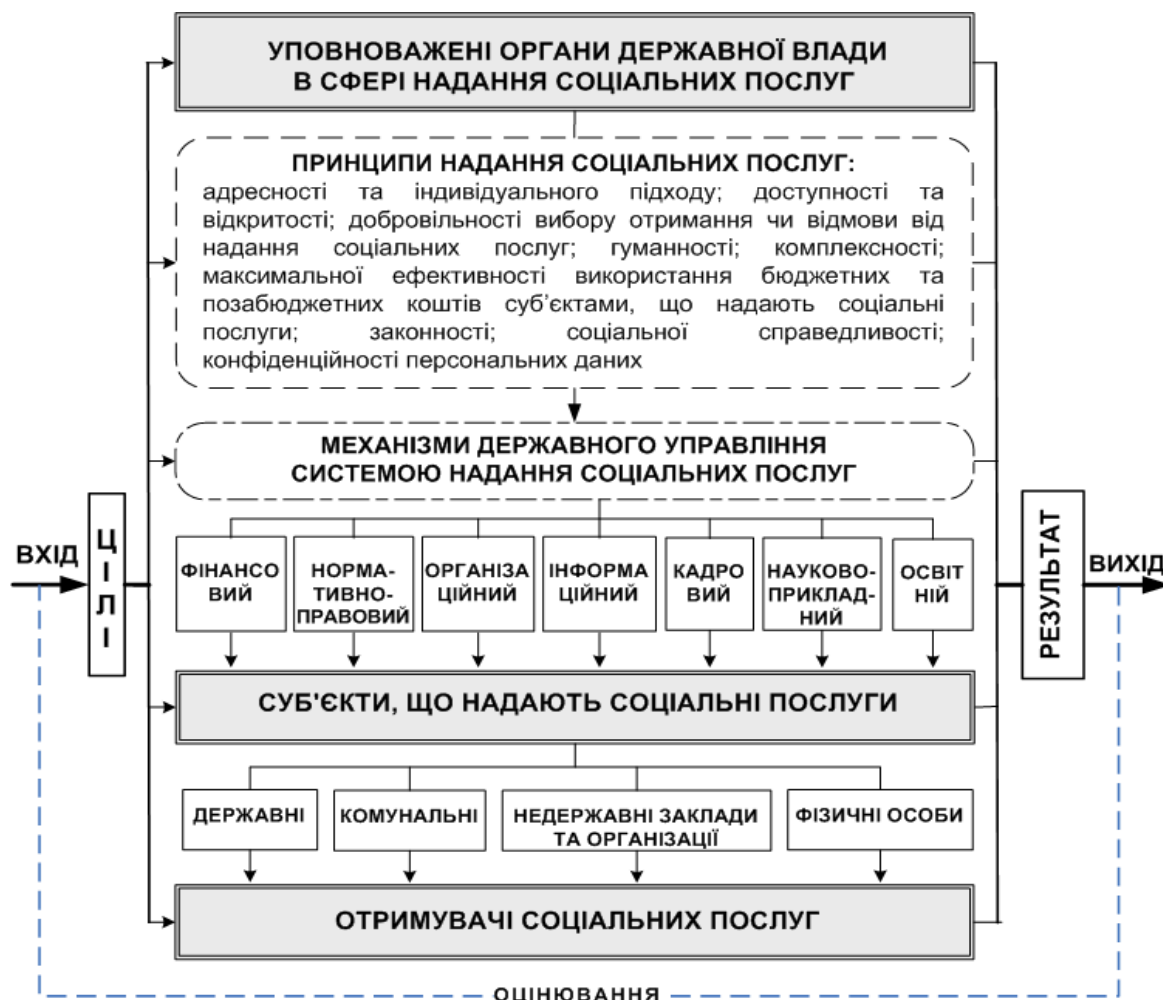 УПОВНОВАЖЕНІ ОРГАНИ ДЕРЖАВНОЇ ВЛАДИ
В СФЕРІ НАДАННЯ СОЦІАЛЬНИХ ПОСЛУГ
ПРИНЦИПИ НАДАННЯ СОЦІАЛЬНИХ ПОСЛУГ:
адресності та індивідуального підходу; доступності та
відкритості; добровільності вибору отримання чи відмови від
надання соціальних послуг; гуманності; комплексності;
максимальної ефективності використання бюджетних та
позабюджетних коштів суб’єктами, що надають соціальні
послуги; законності; соціальної справедливості;
конфіденційності персональних даних
МЕХАНІЗМИ ДЕРЖАВНОГО УПРАВЛІННЯ
СИСТЕМОЮ НАДАННЯ СОЦІАЛЬНИХ ПОСЛУГ
ВХІД
Ц
І
Л
І
ФІНАНСО
ВИЙ
НОРМА-
ТИВНО-
ПРАВОВИЙ
ОРГАНІЗА
ЦІЙНИЙ
ІНФОРМА
ЦІЙНИЙ
КАДРО
ВИЙ
НАУКОВО-
ПРИКЛАД-
НИЙ
ОСВІТ
НІЙ
РЕЗУЛЬТАТ
ВИХІД
СУБ'ЄКТИ, ЩО НАДАЮТЬ СОЦІАЛЬНІ ПОСЛУГИ
ДЕРЖАВНІ
КОМУНАЛЬНІ
НЕДЕРЖАВНІ ЗАКЛАДИ
ТА ОРГАНІЗАЦІЇ
ФІЗИЧНІ ОСОБИ
ОТРИМУВАЧІ СОЦІАЛЬНИХ ПОСЛУГ
ОЦІНЮВАННЯ